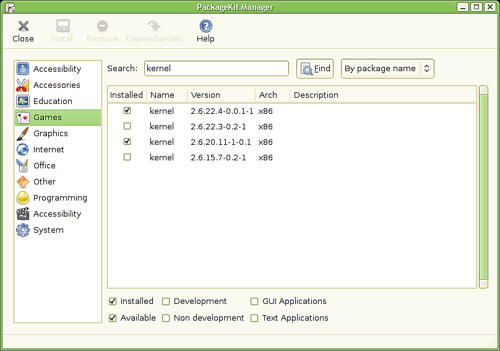 PackageKit Manager
Close Install Remove Dependancies Help
Search: kernel Find By package name
Accessibility
Accessories
Education
Games
Graphics
Internet
Office
Other
Programming
Accessibility
System
Installed Name Version Arch Description
kernel 2.6.22.4-0.0.1-1 x86
kernel 2.6.22.3-0.2-1 x86
kernel 2.6.20.11-1-0.1 x86
kernel 2.6.15.7-0.2-1 x86
Installed Development GUI Applications
Available Non development Text Applications